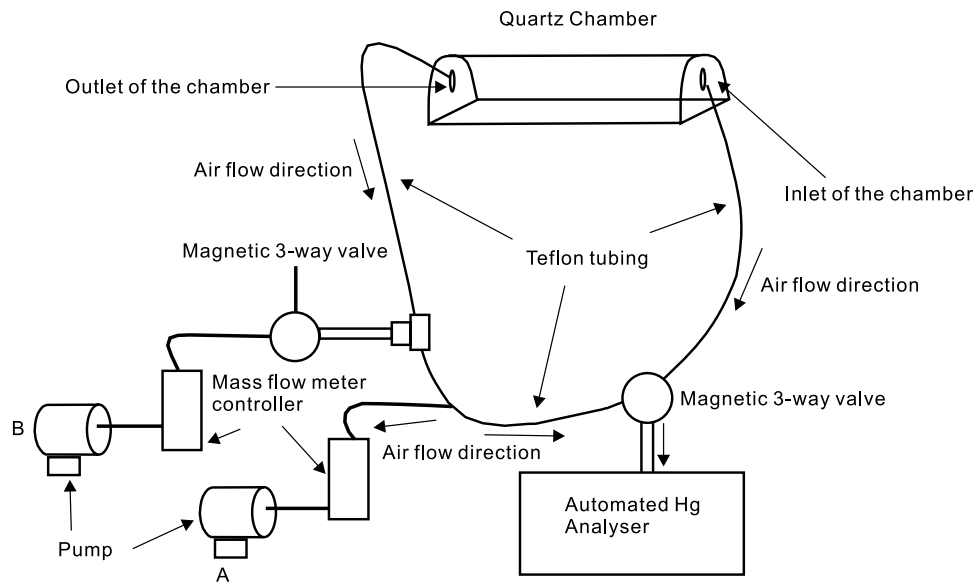 Quartz Chamber
Outlet of the chamber
Air flow direction
Inlet of the chamber
Magnetic 3-way valve
Teflon tubing
Air flow direction
Mass flow meter
controller
Magnetic 3-way valve
B
Air flow direction
Automated Hg
Analyser
Pump
A